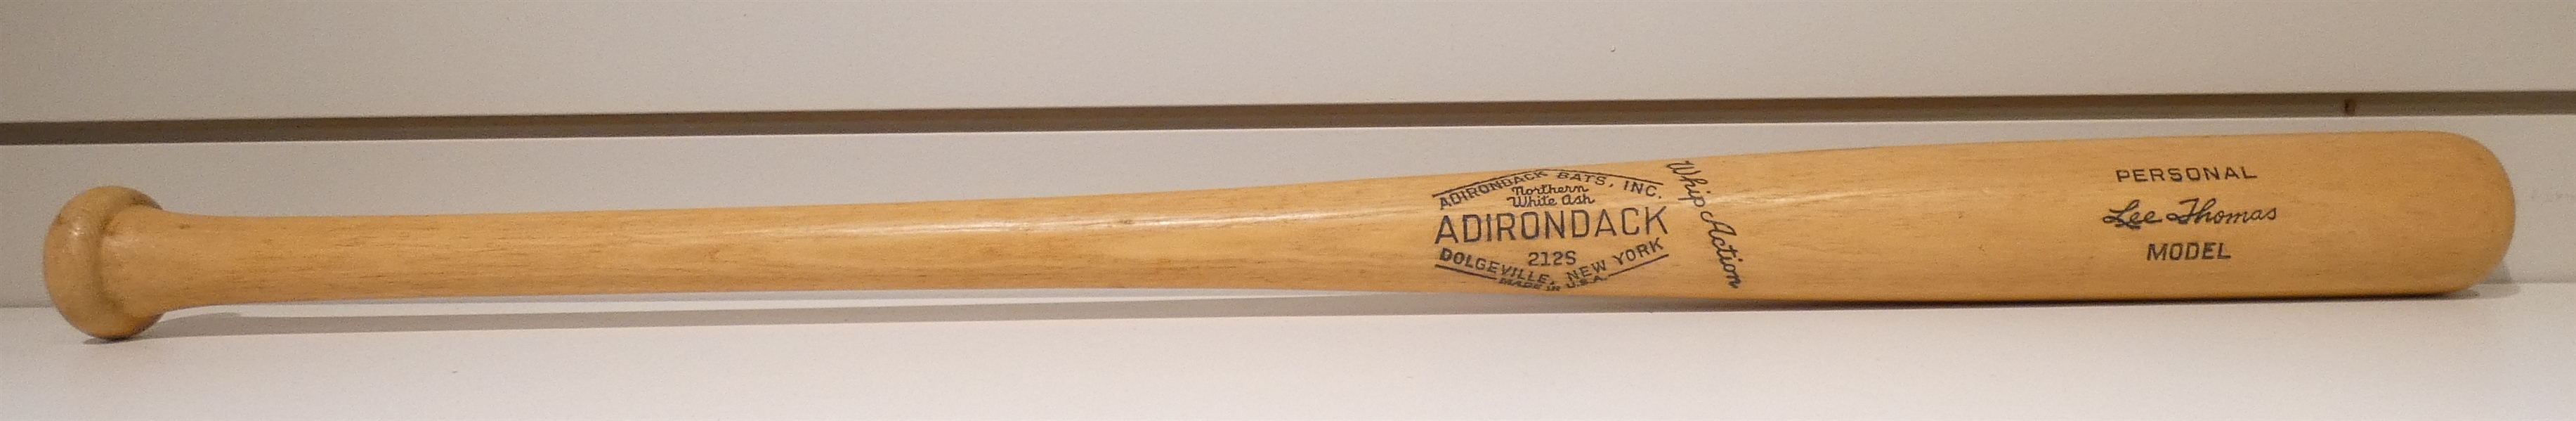 ADIRONDACK BATS, INC.
Northern
White Ash
ADIRONDACK
212S
DOLGEVILLE, NEW YORK
MADE IN U.S.A.
Whip Action
PERSONAL
Lee Thomas
MODEL